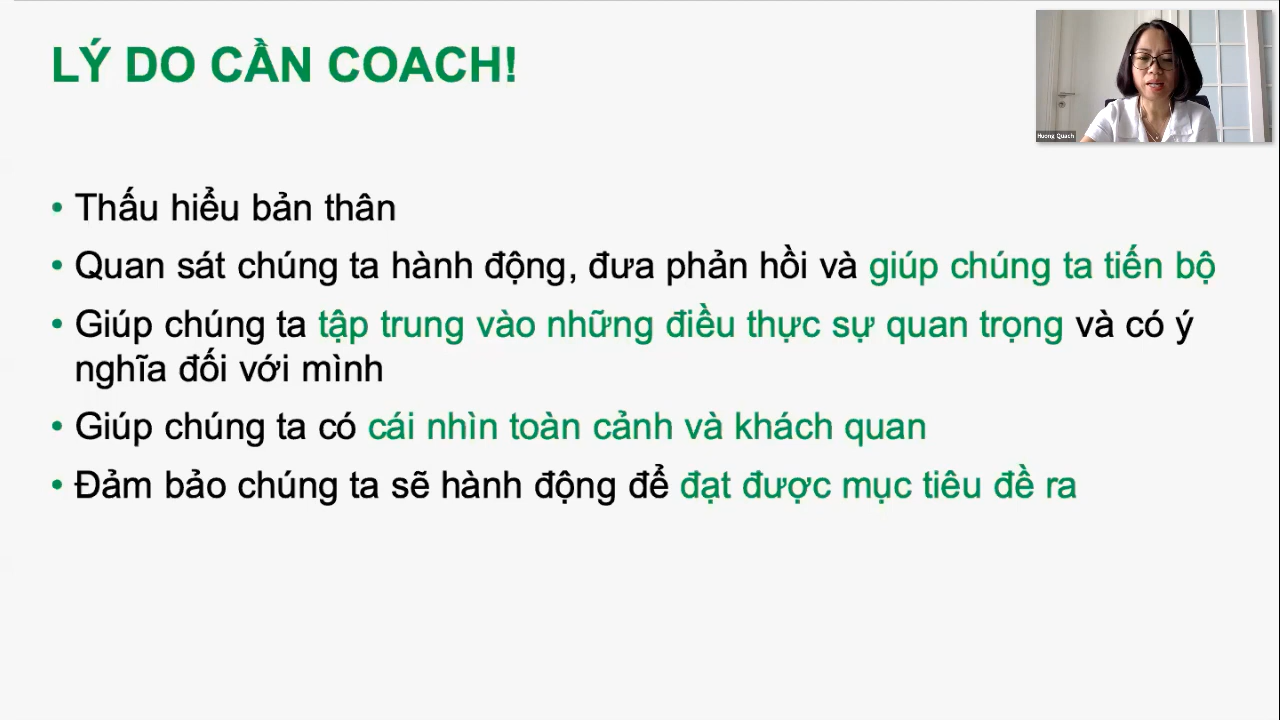 LÝ DO CẦN COACH!
Huong Quach
• Thấu hiểu bản thân
• Quan sát chúng ta hành động, đưa phản hồi và giúp chúng ta tiến bộ
• Giúp chúng ta tập trung vào những điều thực sự quan trọng và có ý
nghĩa đối với mình
• Giúp chúng ta có cái nhìn toàn cảnh và khách quan
• Đảm bảo chúng ta sẽ hành động để đạt được mục tiêu đề ra